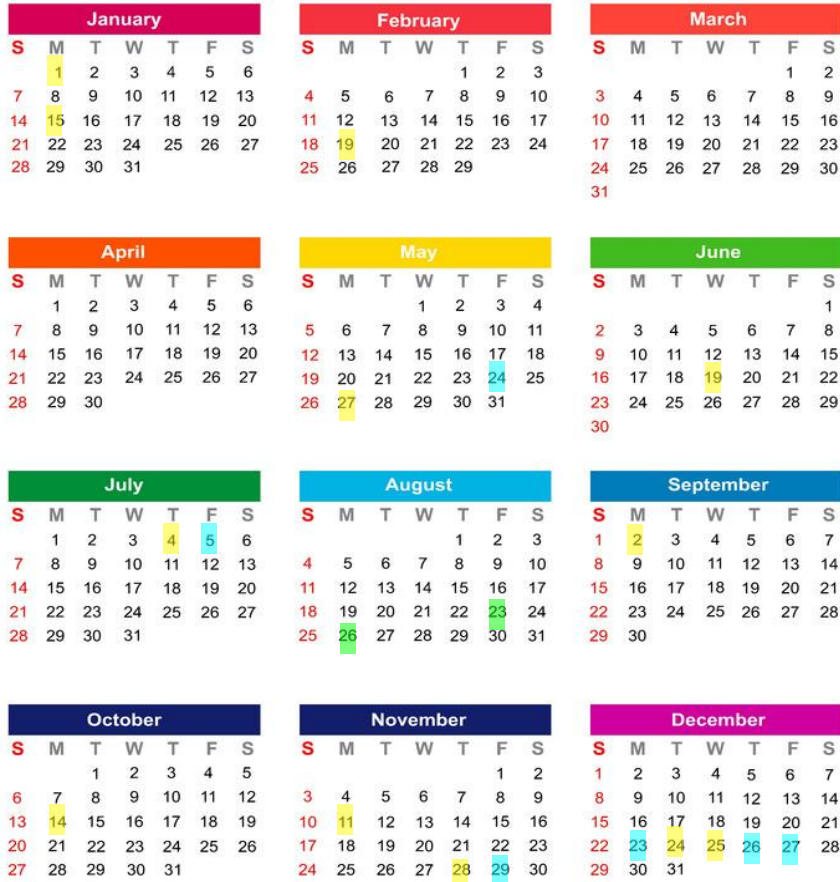 January
S M T W T F S
1 2 3 4 5 6
7 8 9 10 11 12 13
14 15 16 17 18 19 20
21 22 23 24 25 26 27
28 29 30 31
February
S M T W T F S
1 2 3
4 5 6 7 8 9 10
11 12 13 14 15 16 17
18 19 20 21 22 23 24
25 26 27 28 29
March
S M T W T F S
1 2
3 4 5 6 7 8 9
10 11 12 13 14 15 16
17 18 19 20 21 22 23
24 25 26 27 28 29 30
31
April
S M T W T F S
1 2 3 4 5 6
7 8 9 10 11 12 13
14 15 16 17 18 19 20
21 22 23 24 25 26 27
28 29 30
May
S M T W T F S
1 2 3 4
5 6 7 8 9 10 11
12 13 14 15 16 17 18
19 20 21 22 23 24 25
26 27 28 29 30 31
June
S M T W T F S
1
2 3 4 5 6 7 8
9 10 11 12 13 14 15
16 17 18 19 20 21 22
23 24 25 26 27 28 29
30
July
S M T W T F S
1 2 3 4 5 6
7 8 9 10 11 12 13
14 15 16 17 18 19 20
21 22 23 24 25 26 27
28 29 30 31
August
S M T W T F S
1 2 3
4 5 6 7 8 9 10
11 12 13 14 15 16 17
18 19 20 21 22 23 24
25 26 27 28 29 30 31
September
S M T W T F S
1 2 3 4 5 6 7
8 9 10 11 12 13 14
15 16 17 18 19 20 21
22 23 24 25 26 27 28
29 30
October
S M T W T F S
1 2 3 4 5
6 7 8 9 10 11 12
13 14 15 16 17 18 19
20 21 22 23 24 25 26
27 28 29 30 31
November
S M T W T F S
1 2
3 4 5 6 7 8 9
10 11 12 13 14 15 16
17 18 19 20 21 22 23
24 25 26 27 28 29 30
December
S M T W T F S
1 2 3 4 5 6 7
8 9 10 11 12 13 14
15 16 17 18 19 20 21
22 23 24 25 26 27 28
29 30 31